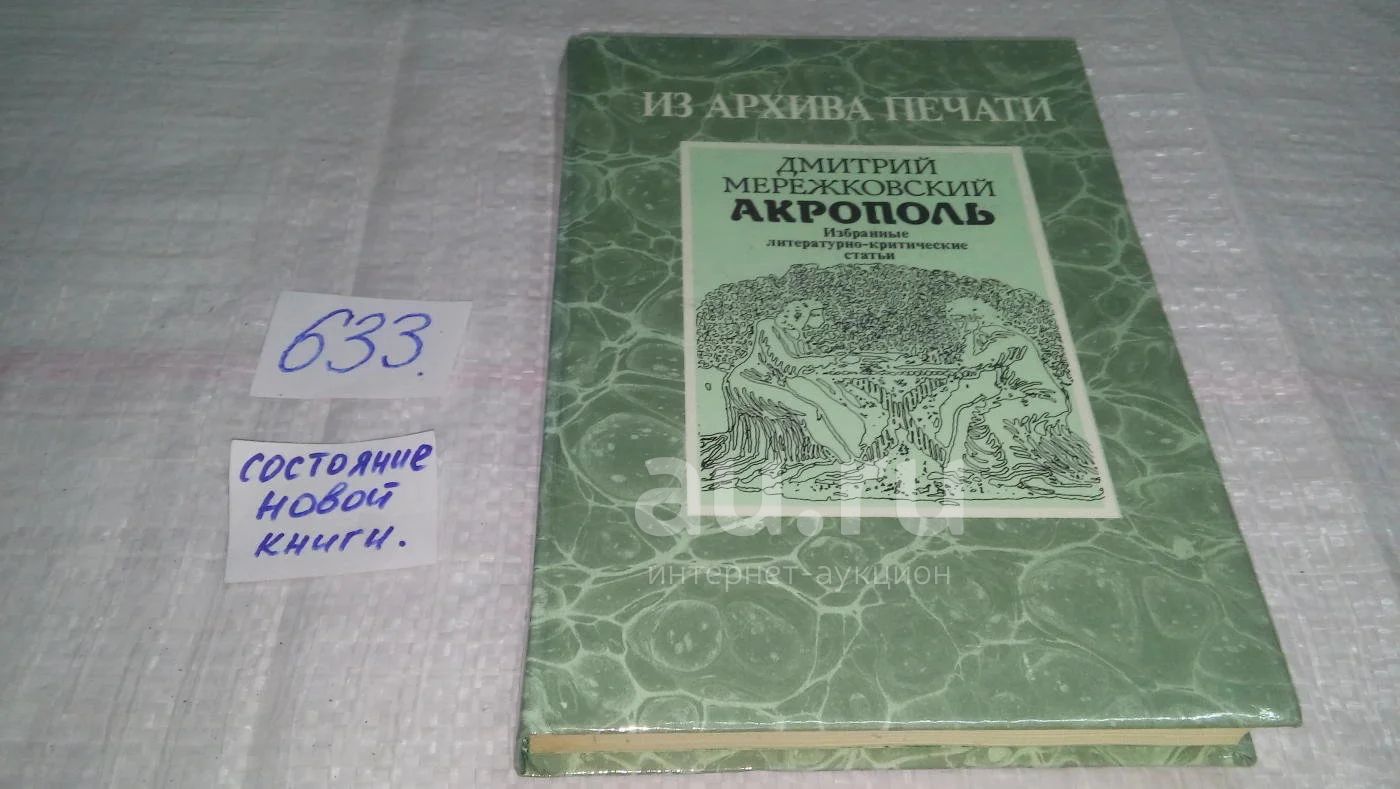 ИЗ АРХИВА ПЕЧАТИ
ДМИТРИЙ
МЕРЕЖКОВСКИЙ
АКРОПОЛЬ
Избранные
литературно-критические
статьи
633.
СОСТОЯНИЕ
НОВОЙ
КНИГИ.
au.ru
интернет-аукцион